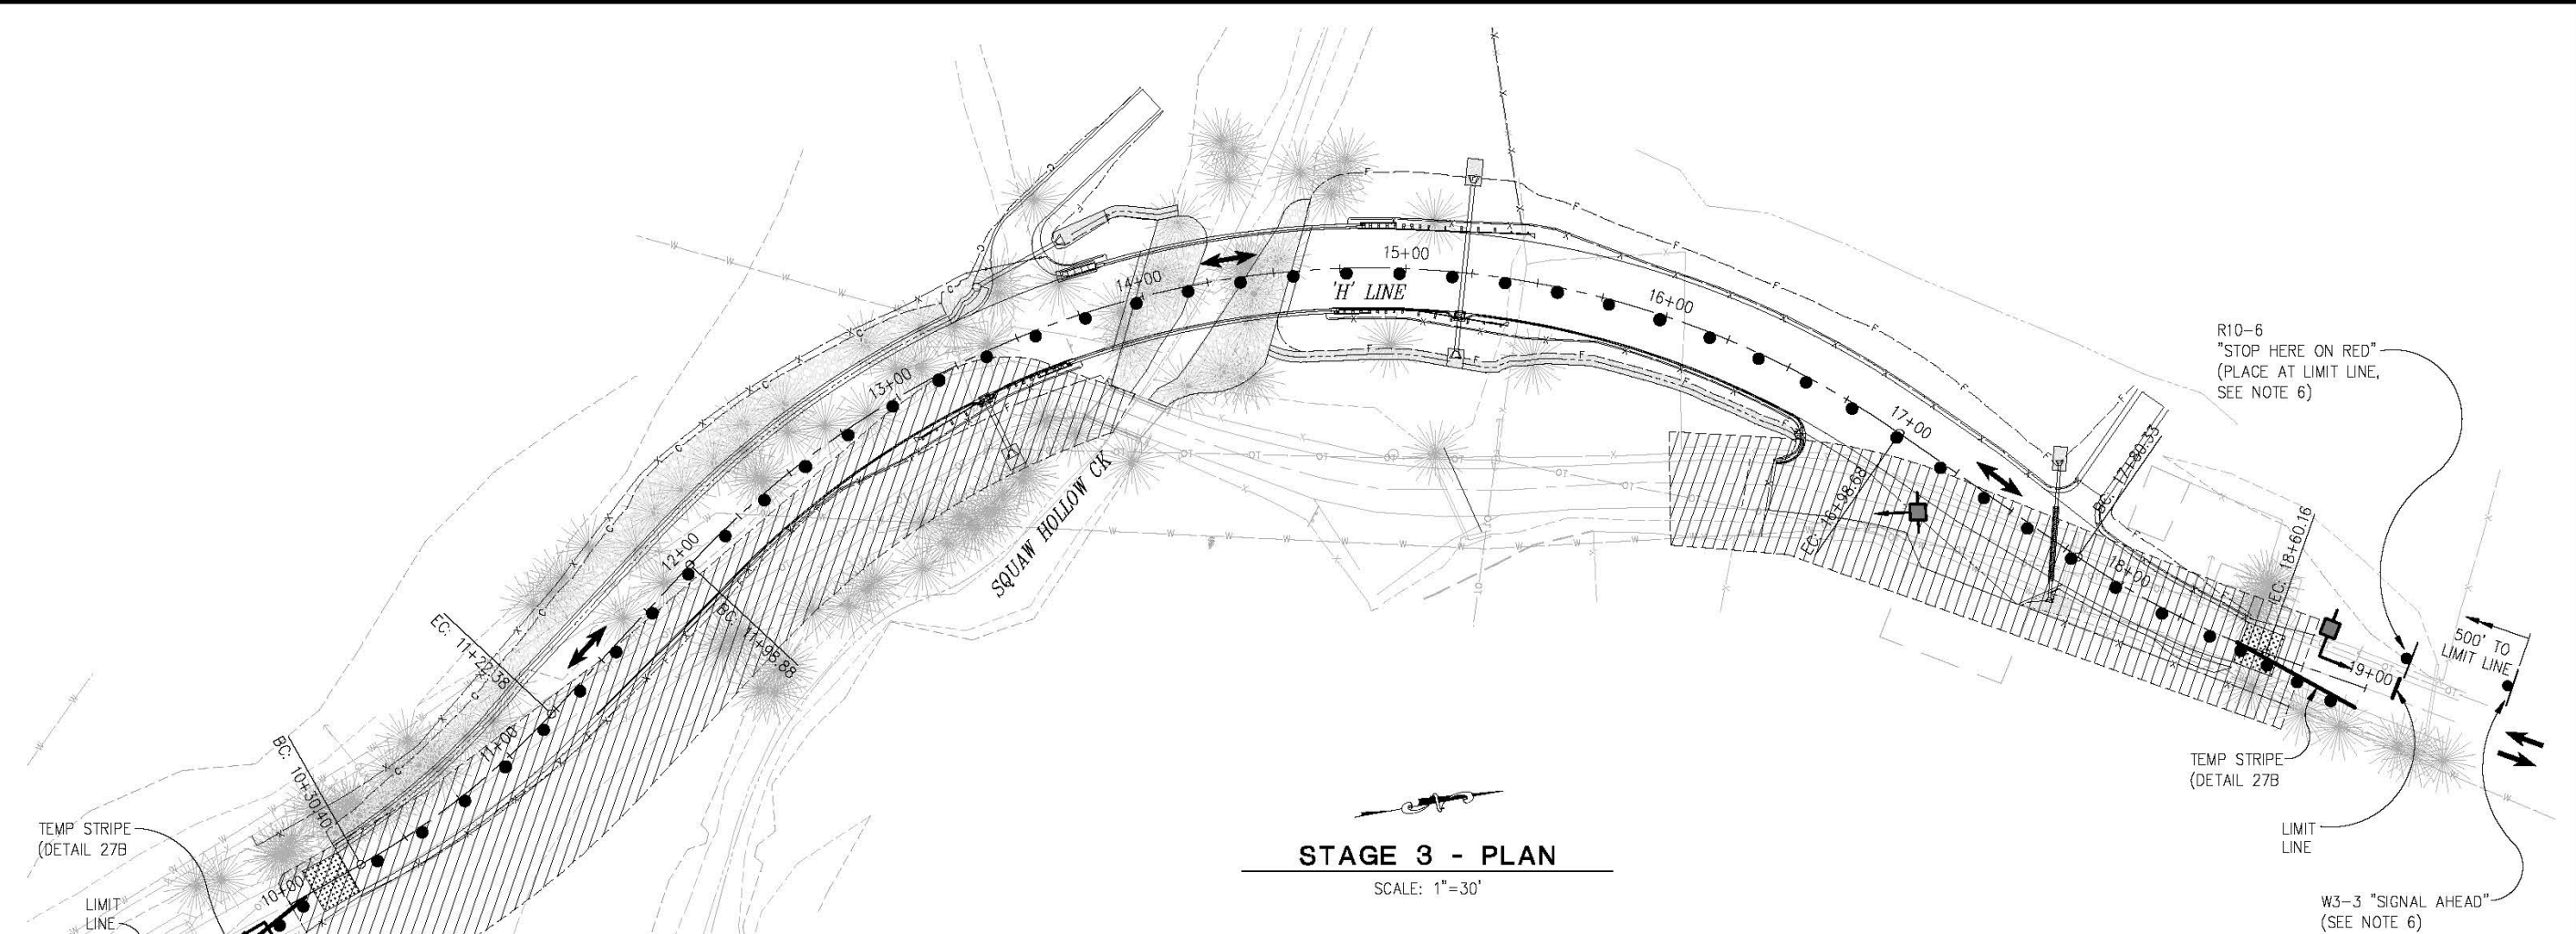 15+00
'H' LINE
14+00
16+00
13+00
17+00
R10-6
"STOP HERE ON RED"
(PLACE AT LIMIT LINE,
SEE NOTE 6)
BC: 17+80.33
EC: 16+98.68
SQUAW HOLLOW CK
12+00
BC: 11+98.88
EC: 11+22.38
18+00
EC: 18+60.16
500' TO
LIMIT LINE
19+00
11+00
BC: 10+30.40
10+00
TEMP STRIPE
(DETAIL 27B
LIMIT
LINE
TEMP STRIPE
(DETAIL 27B
LIMIT
LINE
W3-3 "SIGNAL AHEAD"
(SEE NOTE 6)
STAGE 3 - PLAN
SCALE: 1"=30'